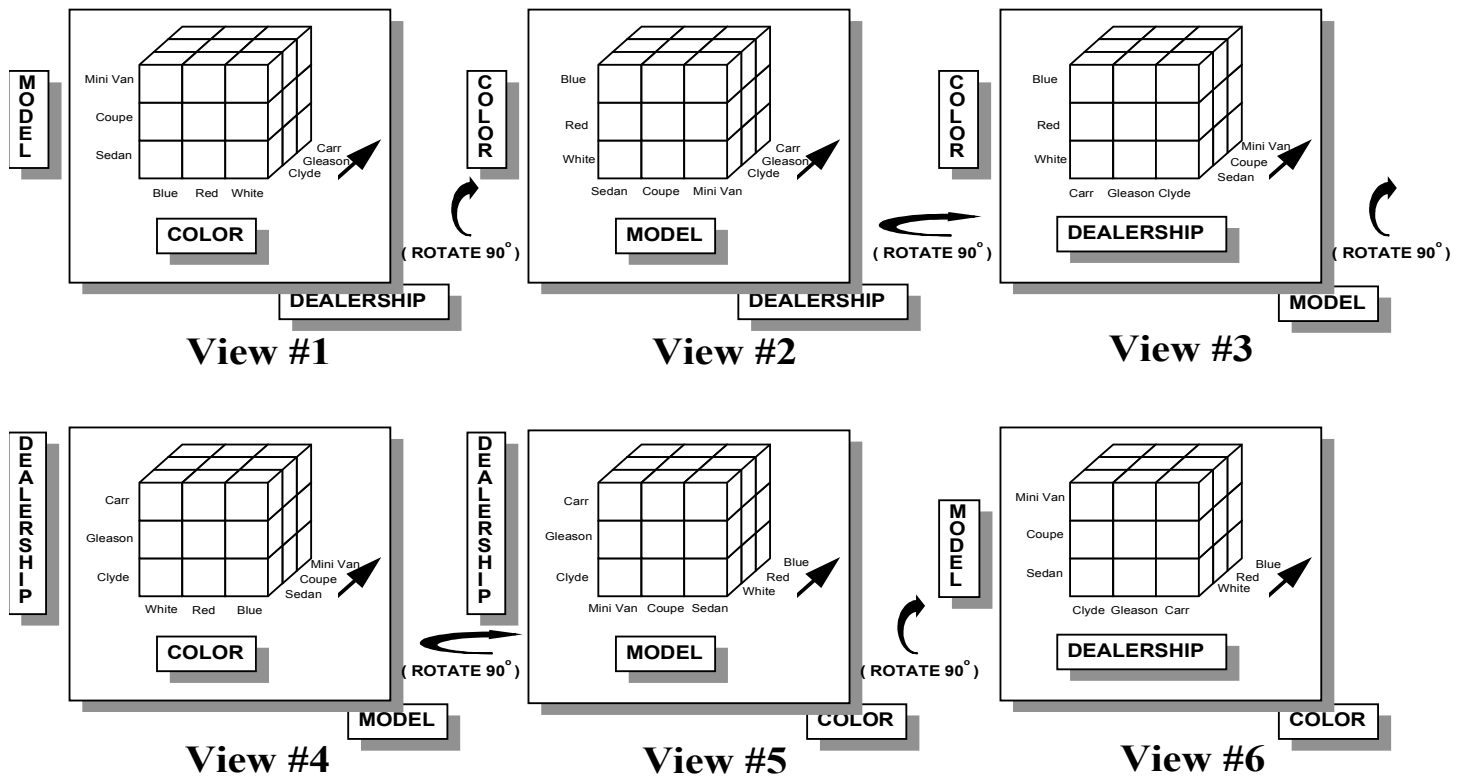 MODEL
Mini Van
Coupe
Sedan
Blue Red White
Carr
Gleason
Clyde
COLOR
DEALERSHIP
View #1
( ROTATE 90° )
COLOR
Blue
Red
White
Sedan Coupe Mini Van
Carr
Gleason
Clyde
MODEL
DEALERSHIP
View #2
( ROTATE 90° )
COLOR
Blue
Red
White
Carr Gleason Clyde
Mini Van
Coupe
Sedan
DEALERSHIP
MODEL
View #3
( ROTATE 90° )
DEALERSHIP
Carr
Gleason
Clyde
White Red Blue
Mini Van
Coupe
Sedan
COLOR
MODEL
View #4
( ROTATE 90° )
DEALERSHIP
Carr
Gleason
Clyde
Mini Van Coupe Sedan
Blue
Red
White
MODEL
COLOR
View #5
( ROTATE 90° )
MODEL
Mini Van
Coupe
Sedan
Clyde Gleason Carr
Blue
Red
White
DEALERSHIP
COLOR
View #6